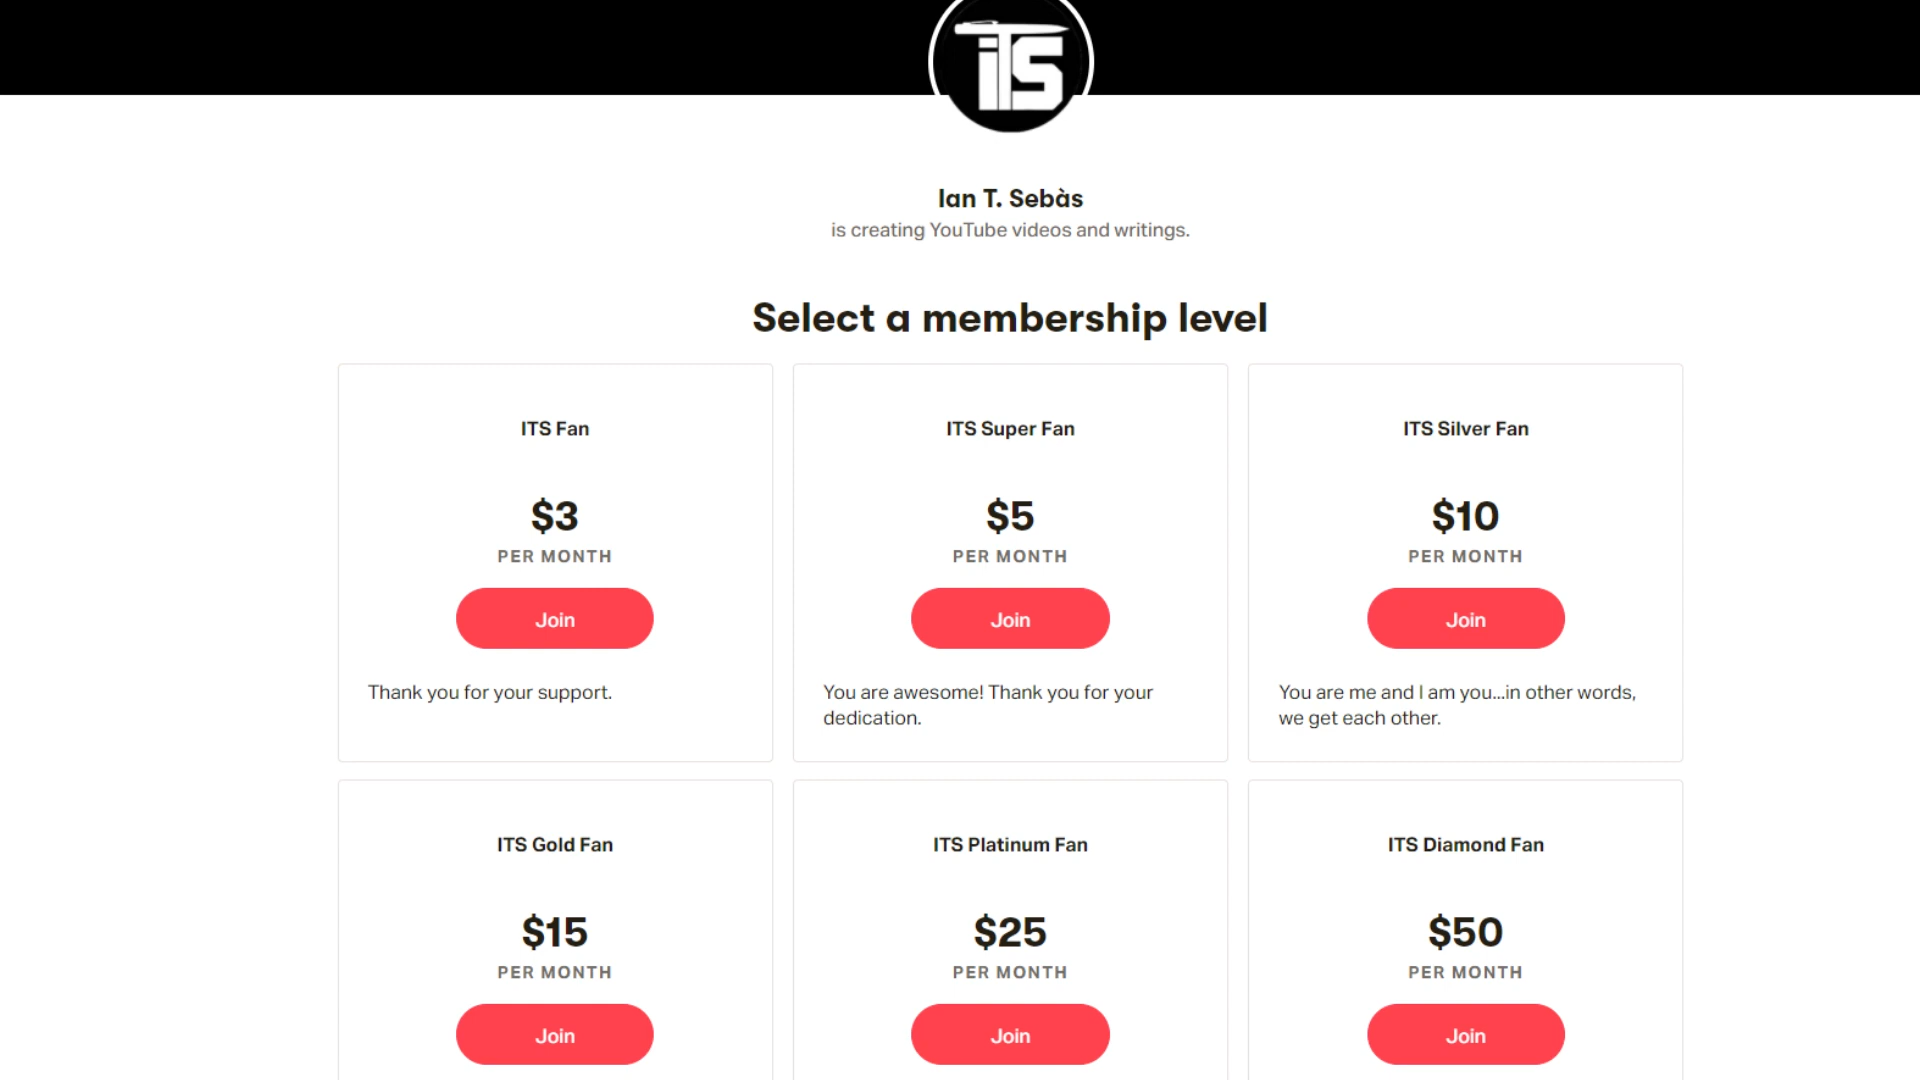 iTS
Ian T. Sebàs
is creating YouTube videos and writings.
Select a membership level
ITS Fan
$3
PER MONTH
Join
Thank you for your support.
ITS Super Fan
$5
PER MONTH
Join
You are awesome! Thank you for your
dedication.
ITS Silver Fan
$10
PER MONTH
Join
You are me and I am you...in other words,
we get each other.
ITS Gold Fan
$15
PER MONTH
Join
ITS Platinum Fan
$25
PER MONTH
Join
ITS Diamond Fan
$50
PER MONTH
Join